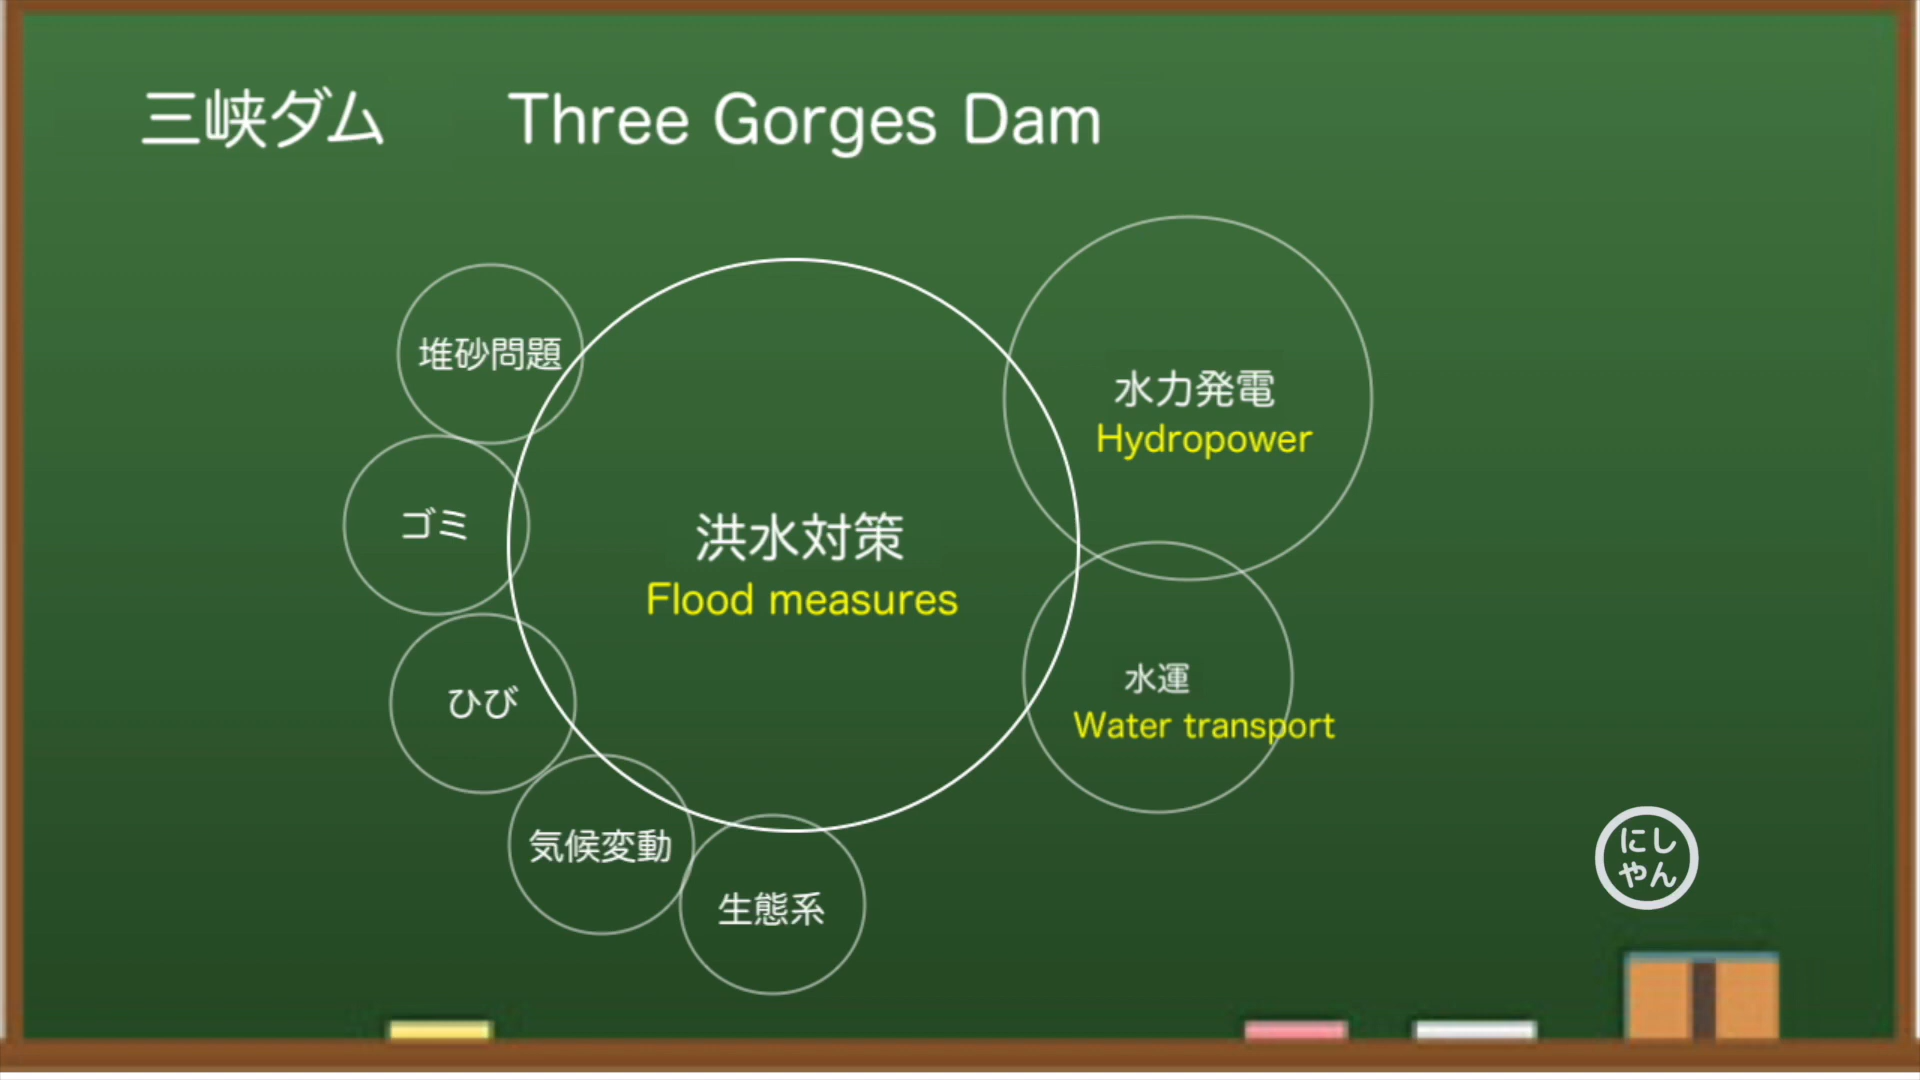 三峡ダム Three Gorges Dam
堆砂問題
水力発電
Hydropower
ゴミ
洪水対策
Flood measures
ひび
水運
Water transport
気候変動
生態系
にし
やん